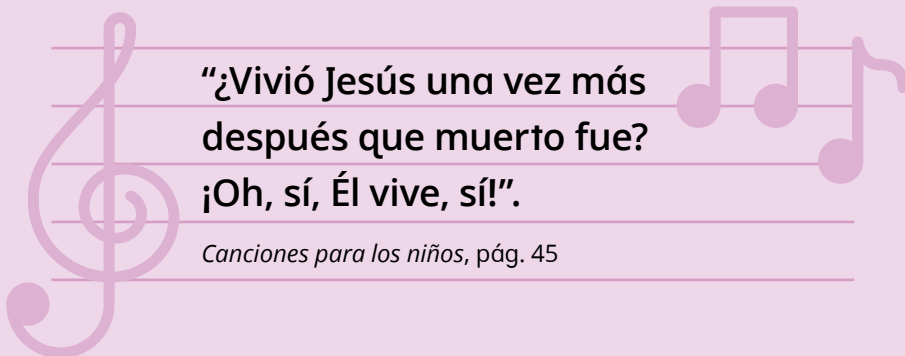 “¿Vivió Jesús una vez más
después que muerto fue?
¡Oh, sí, Él vive, sí!”.
Canciones para los niños, pág. 45